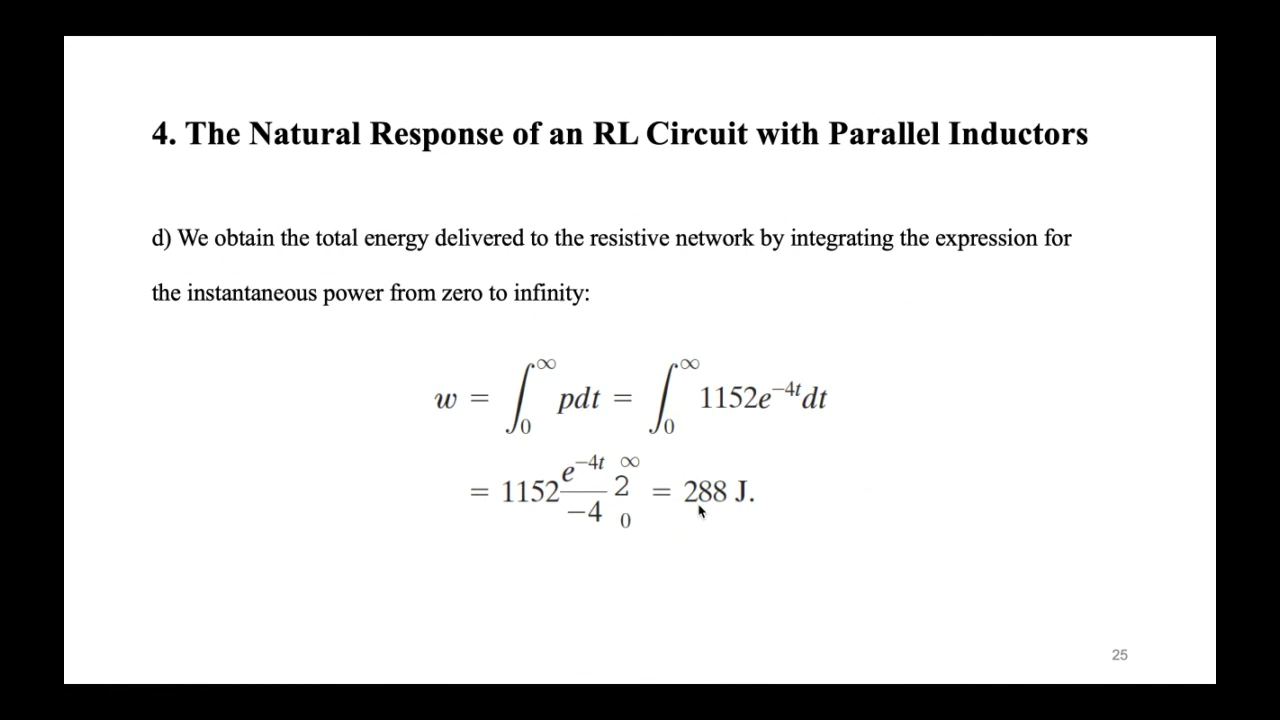 4. The Natural Response of an RL Circuit with Parallel Inductors
d) We obtain the total energy delivered to the resistive network by integrating the expression for
the instantaneous power from zero to infinity:
w = ∫₀^∞ pdt = ∫₀^∞ 1152e⁻⁴ᵗdt
= 1152 e⁻⁴ᵗ/−4 2 ∞ 0 = 288 J.
25